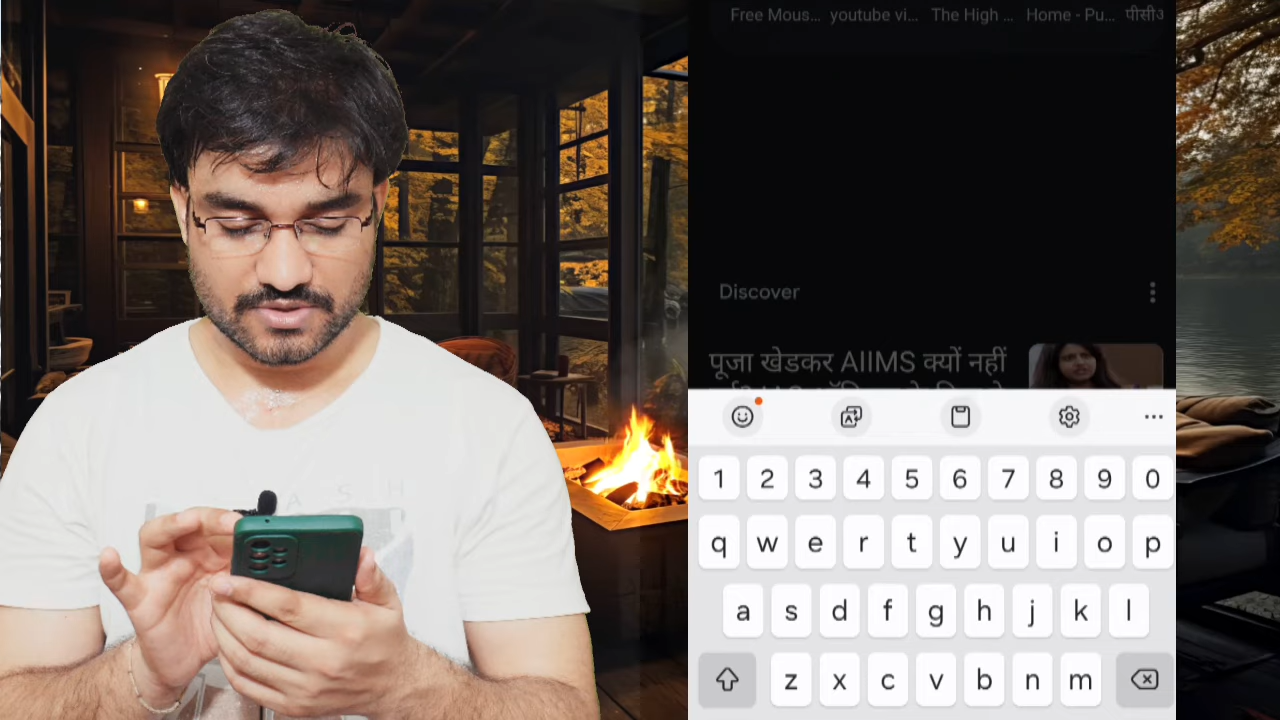 Free Mous... youtube vi... The High ... Home - Pu...
Discover
पूजा खेडकर AIIMS क्यों नहीं
1 2 3 4 5 6 7 8 9 0
q w e r t y u i o p
a s d f g h j k l
z x c v b n m
A S H